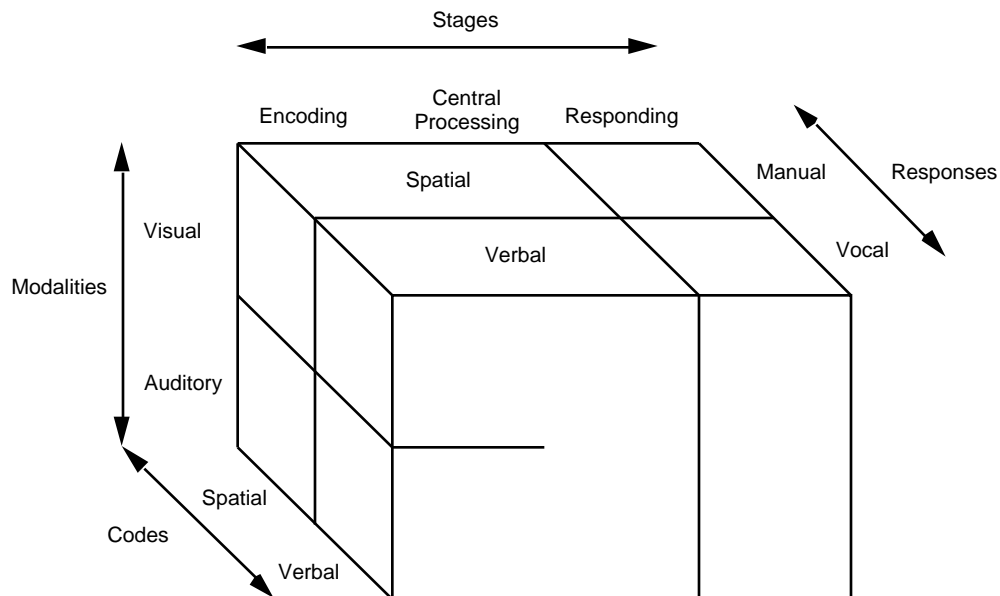 Stages
Encoding
Central
Processing
Responding
Manual
Responses
Spatial
Visual
Verbal
Vocal
Modalities
Auditory
Spatial
Codes
Verbal